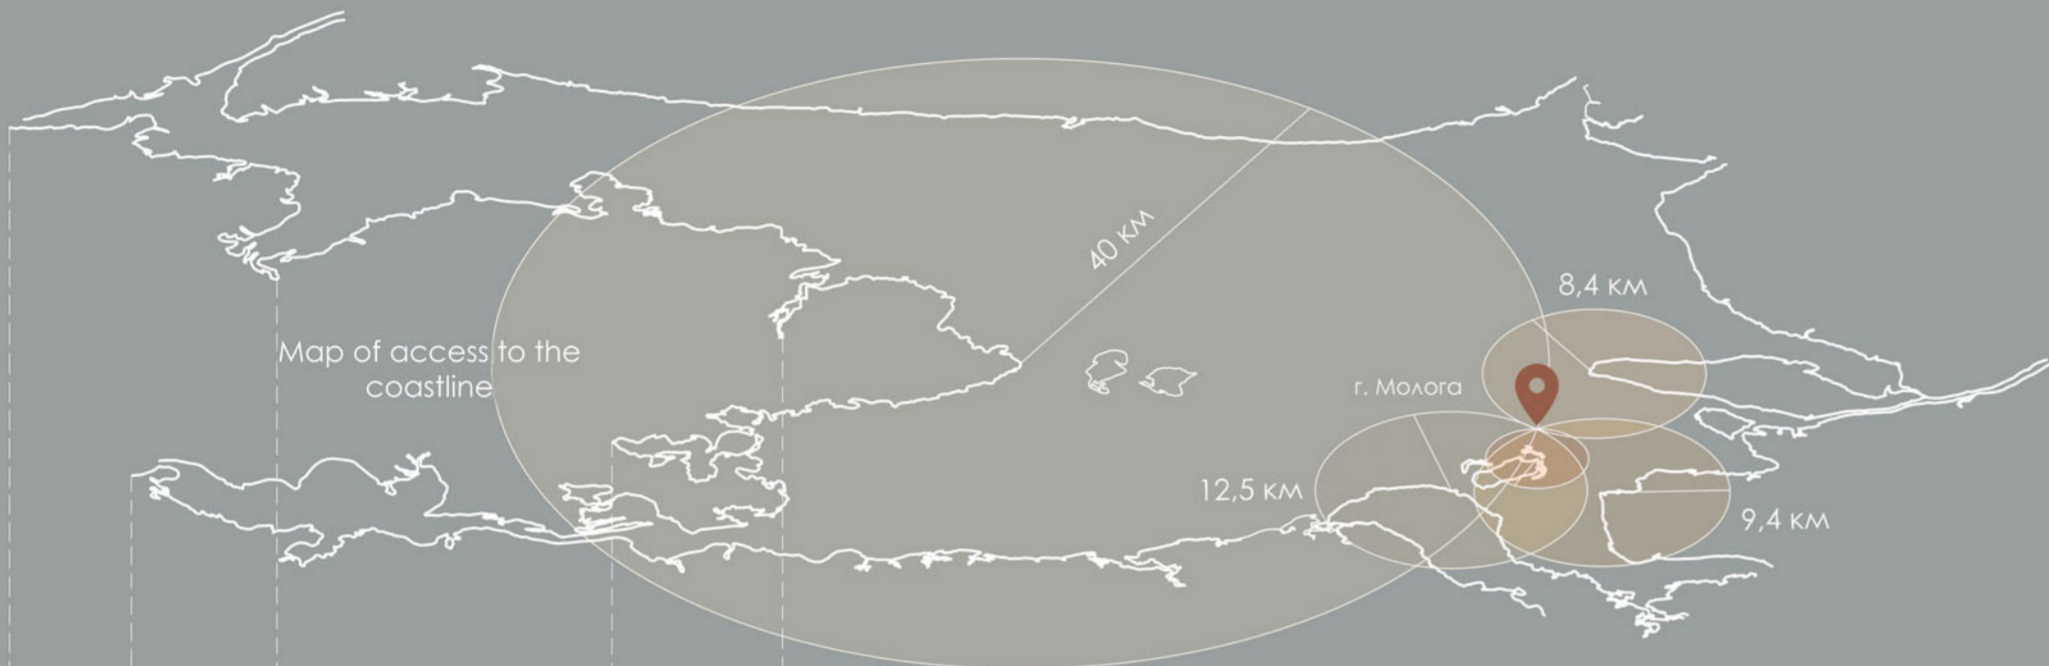 40 км
8,4 км
Map of access to the
coastline
г. Молога
12,5 км
9,4 км